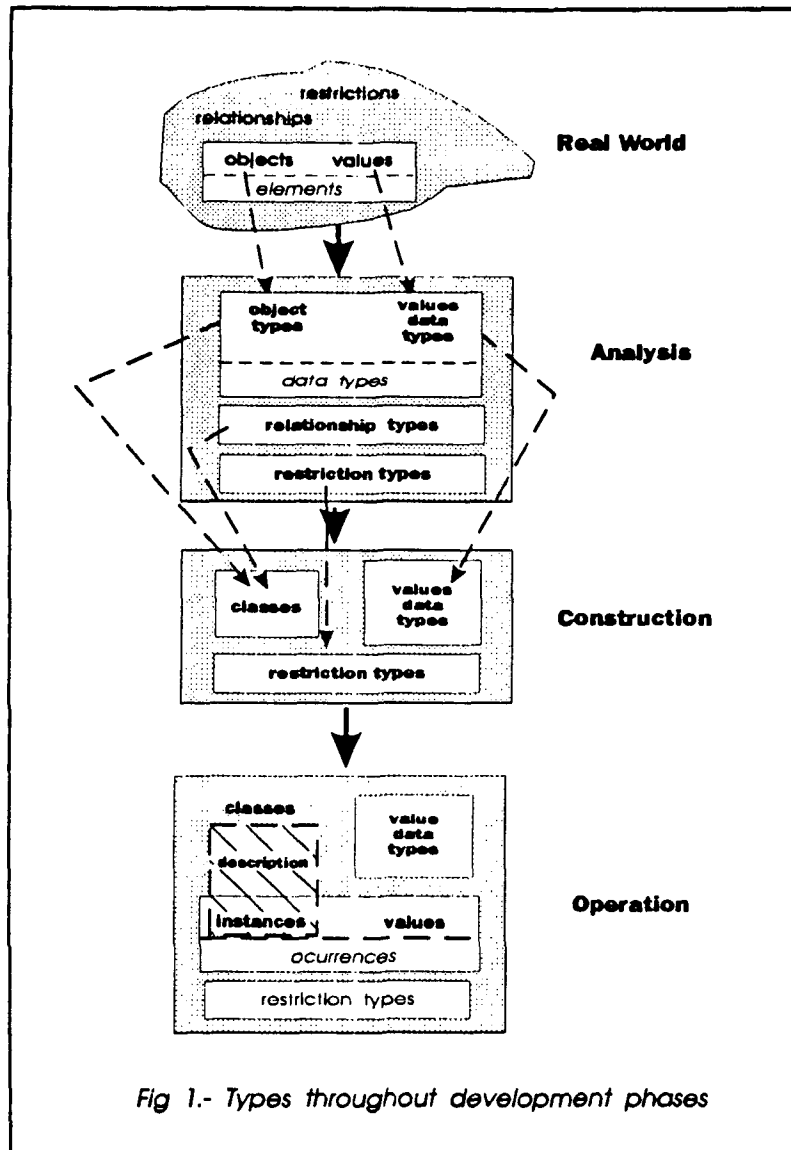 restrictions
relationships
Real World
objects values
elements
object types
values data types
Analysis
data types
relationship types
restriction types
classes
values data types
Construction
restriction types
classes
value data types
description
Operation
instances values
ocurrences
restriction types
Fig 1.- Types throughout development phases